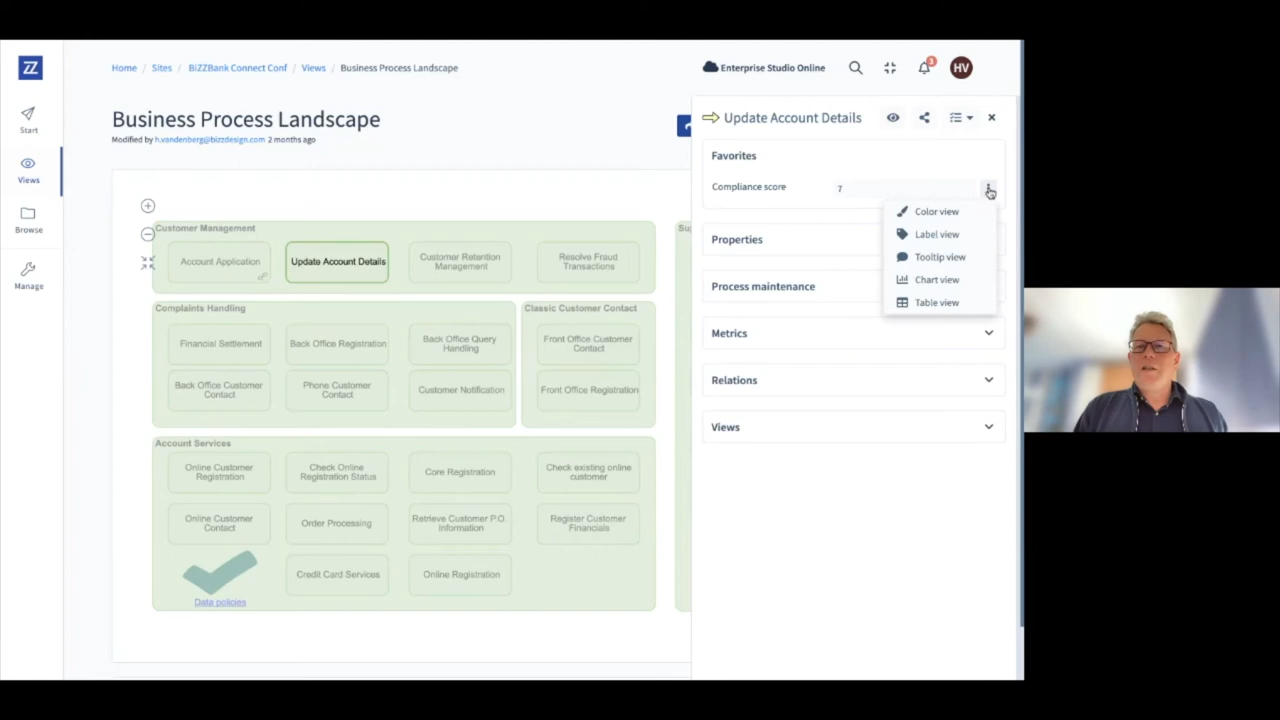 Home / Sites / BiZZBank Connect Conf / Views / Business Process Landscape
Enterprise Studio Online
3
HV
ZZ
Start
Views
Browse
Manage
Business Process Landscape
Modified by h.vandenberg@bizzdesign.com 2 months ago
Customer Management
Account Application
Update Account Details
Customer Retention
Management
Resolve Fraud
Transactions
Complaints Handling
Financial Settlement
Back Office Registration
Back Office Query
Handling
Back Office Customer
Contact
Phone Customer
Contact
Customer Notification
Classic Customer Contact
Front Office Customer
Contact
Front Office Registration
Account Services
Online Customer
Registration
Check Online
Registration Status
Core Registration
Check existing online
customer
Online Customer
Contact
Order Processing
Retrieve Customer P.O.
Information
Register Customer
Financials
Credit Card Services
Online Registration
Data policies
Su
Update Account Details
Favorites
Compliance score 7
Color view
Label view
Tooltip view
Chart view
Table view
Properties
Process maintenance
Metrics
Relations
Views